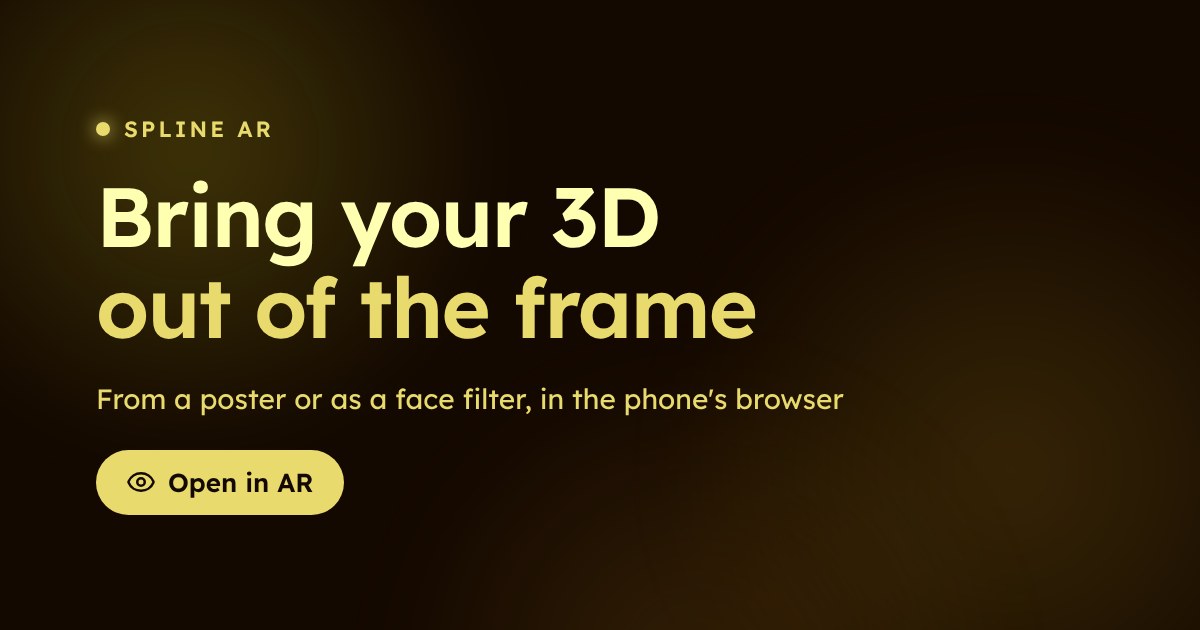 SPLINE AR
Bring your 3D
out of the frame
From a poster or as a face filter, in the phone's browser
Open in AR